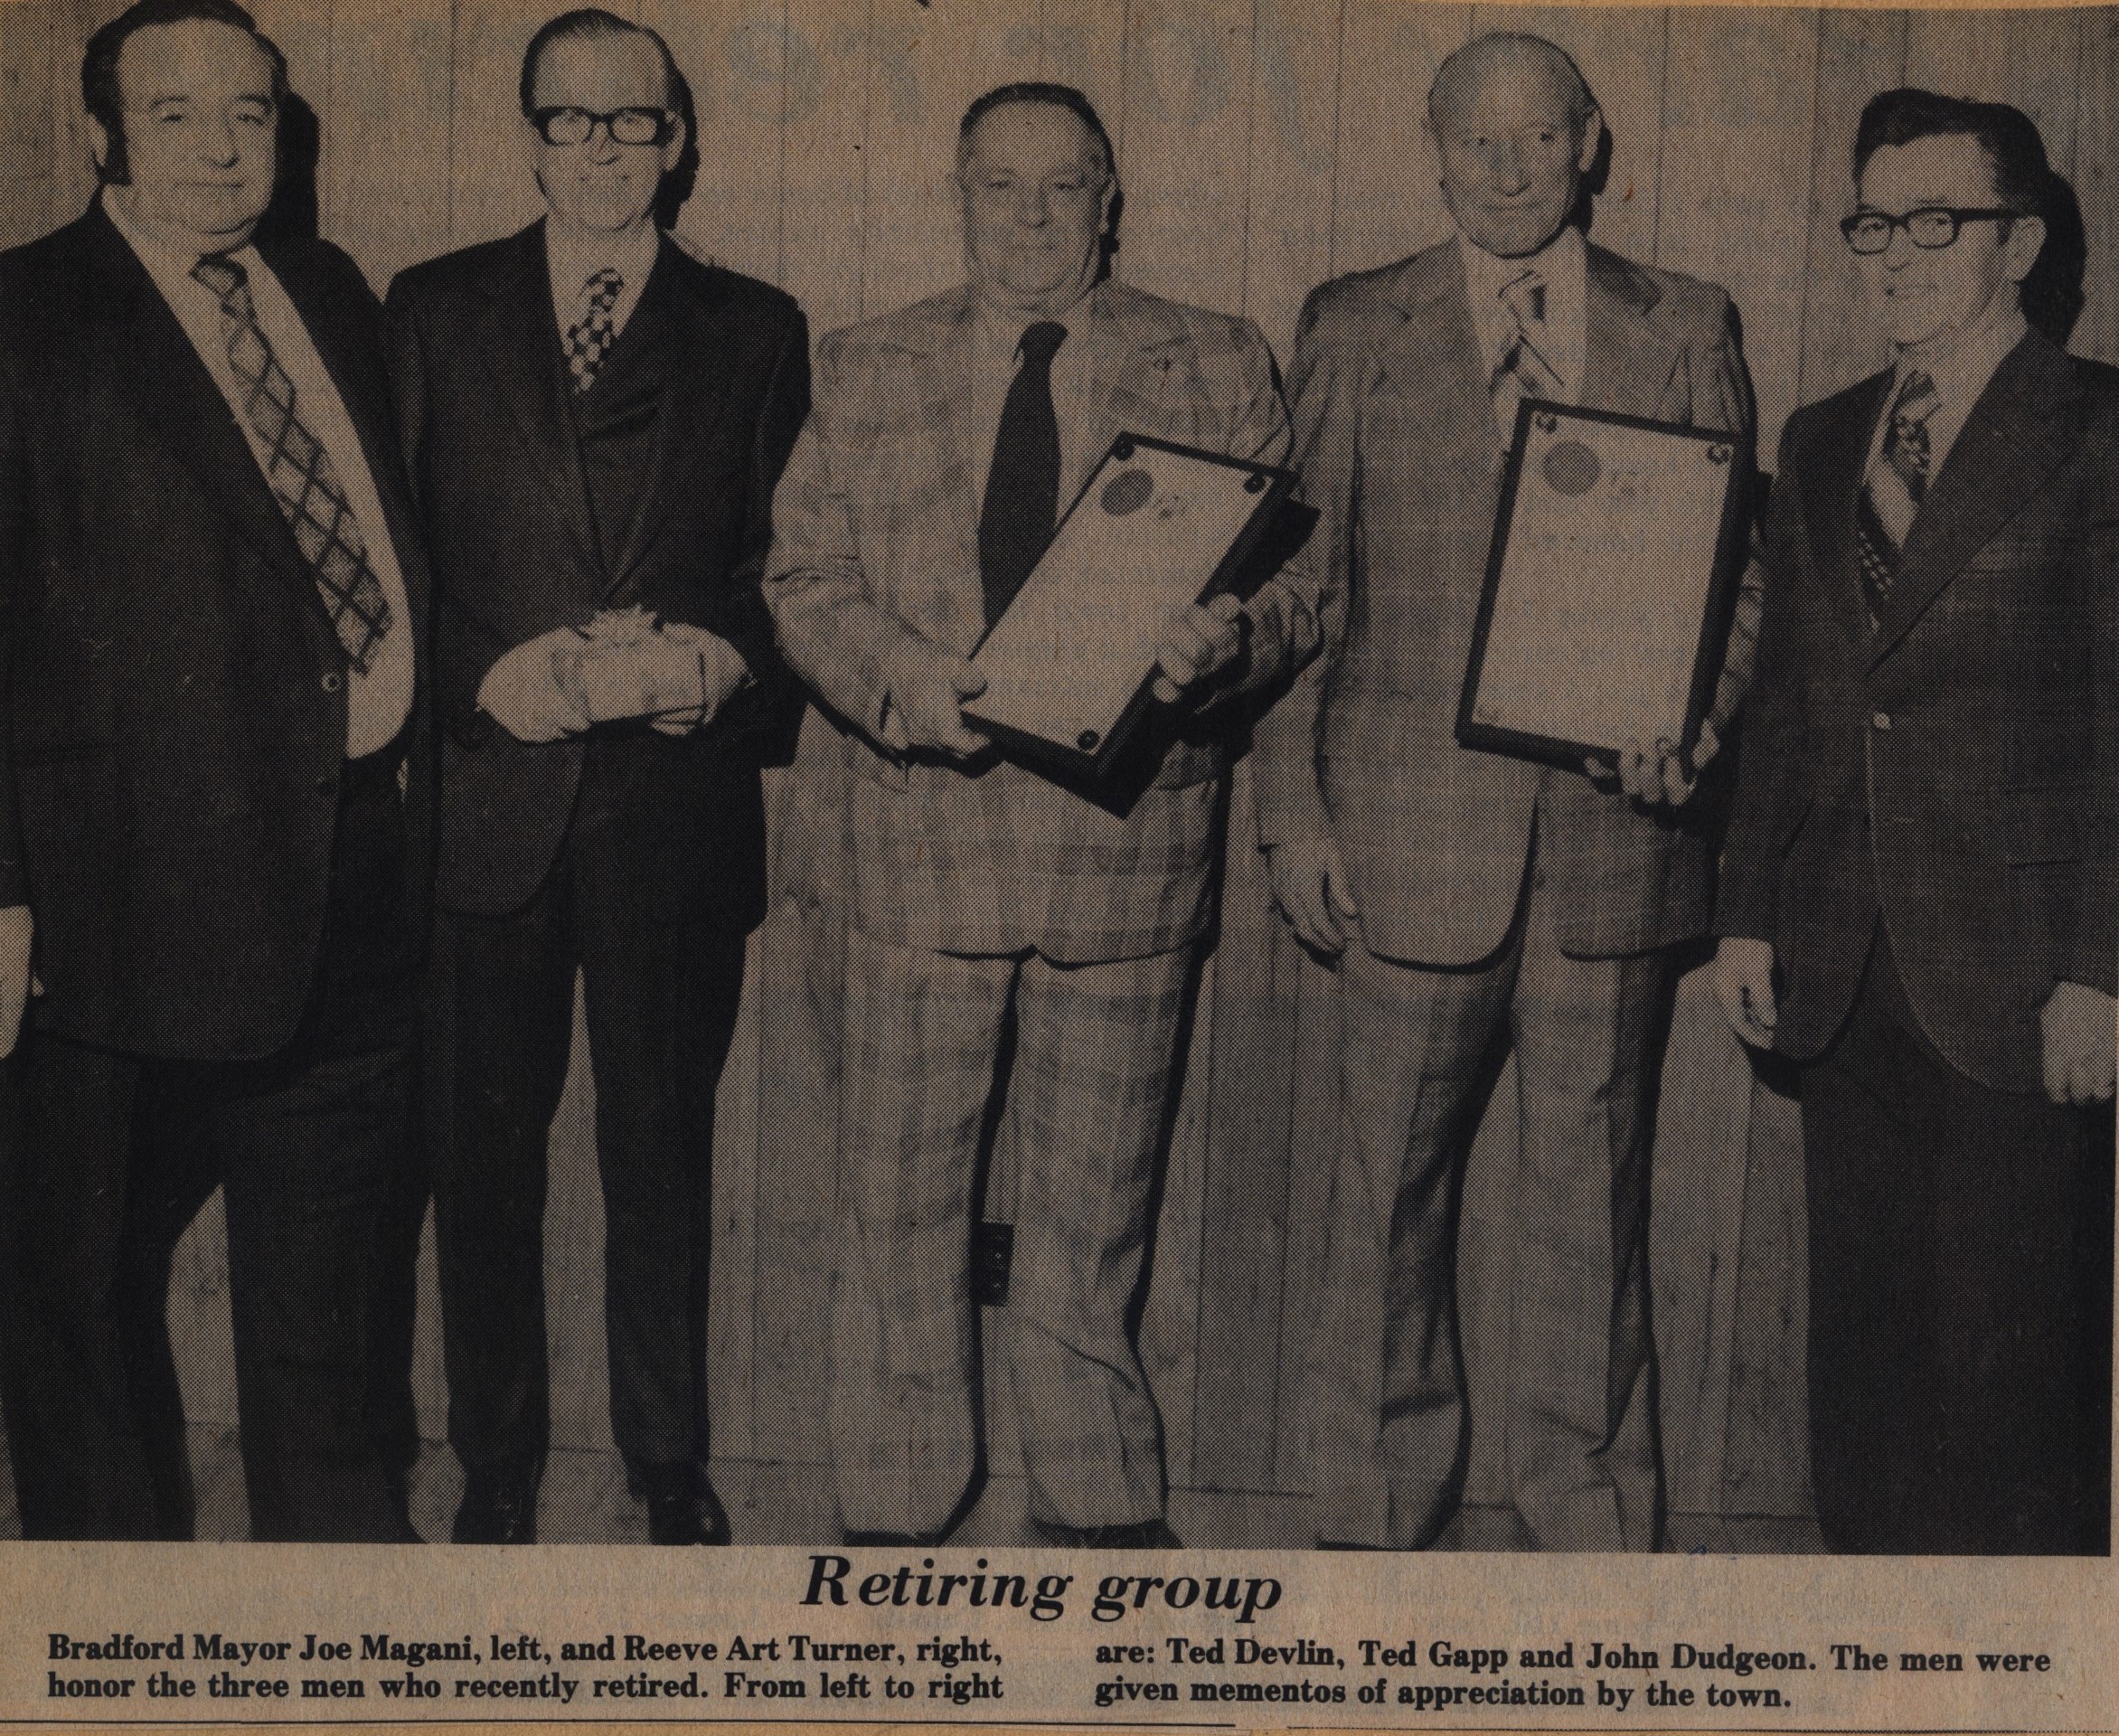 Retiring group
Bradford Mayor Joe Magani, left, and Reeve Art Turner, right,
honor the three men who recently retired. From left to right
are: Ted Devlin, Ted Gapp and John Dudgeon. The men were
given mementos of appreciation by the town.